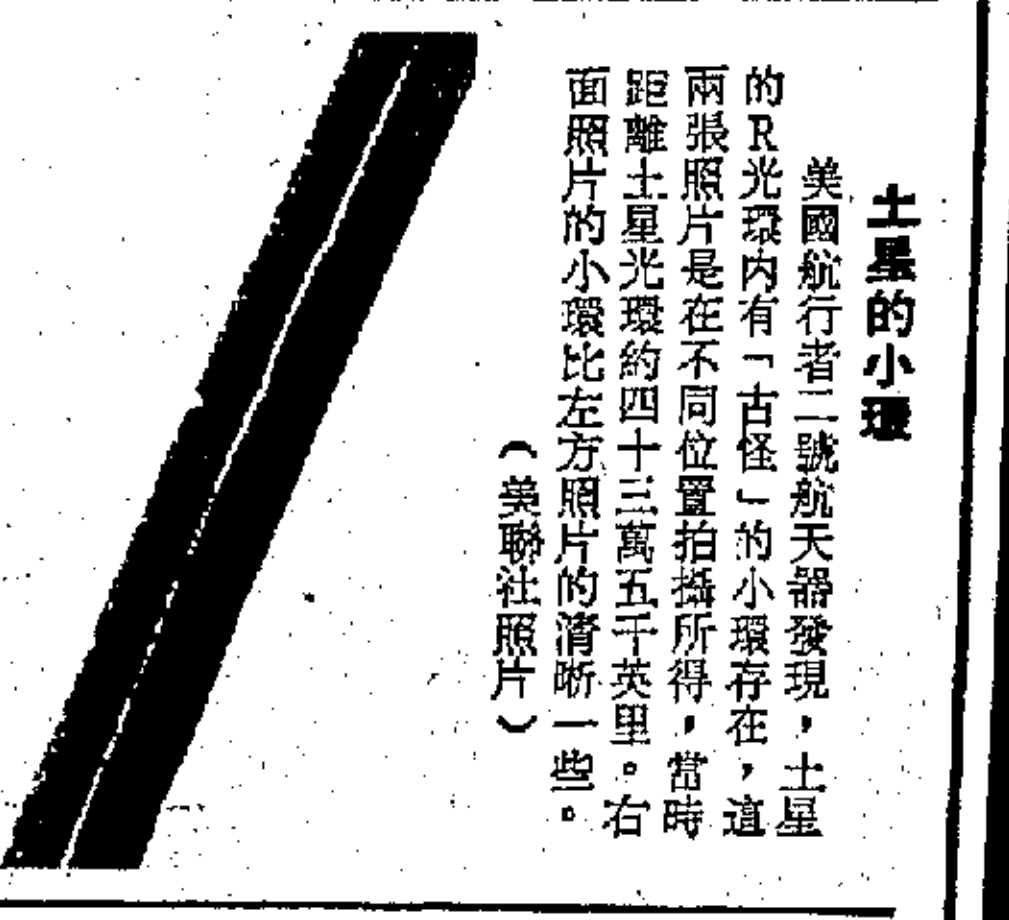 土星的小環
美國航行者二號航天器發現，土星
的R光環内有「古怪」的小環存在，這
兩張照片是在不同位置拍攝所得，當時
距離土星光環約四十三萬五千英里。右
面照片的小環比左方照片的清晰一些。
（美聯社照片）